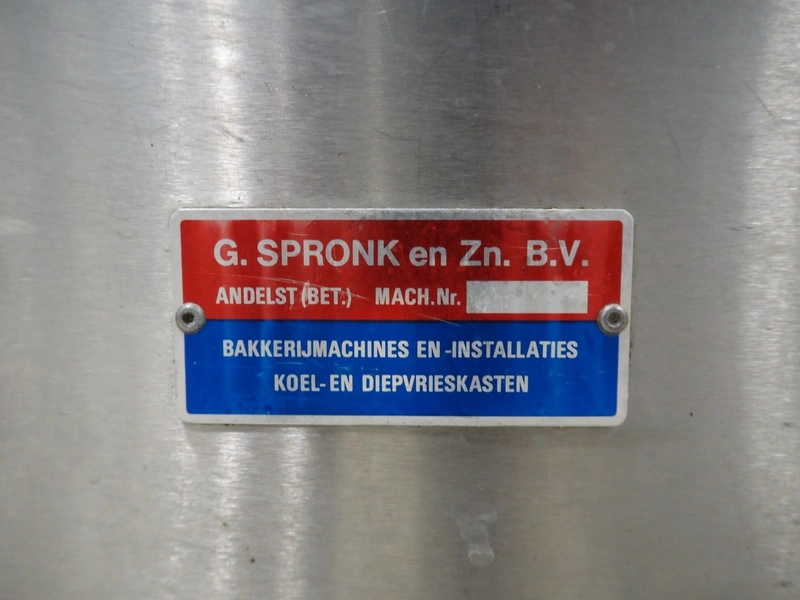 G. SPRONK en Zn. B.V.
ANDELST (BET.) MACH.Nr.
BAKKERIJMACHINES EN -INSTALLATIES
KOEL- EN DIEPVRIESKASTEN